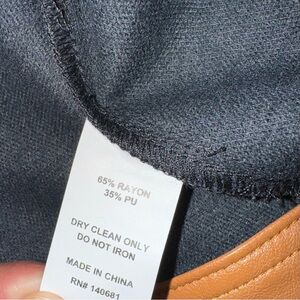 65% RAYON
35% PU
DRY CLEAN ONLY
DO NOT IRON
MADE IN CHINA
RN# 140681